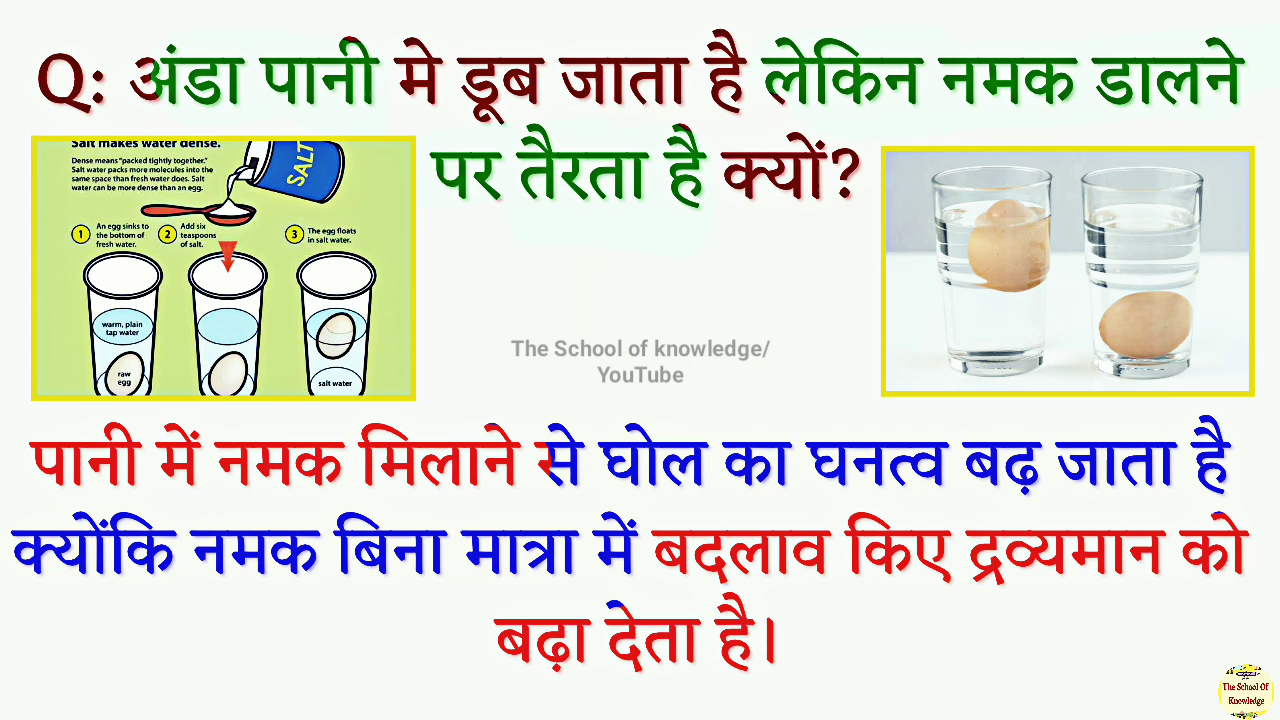 Q: अंडा पानी मे डूब जाता है लेकिन नमक डालने
पर तैरता है क्यों?
Salt makes water dense.
Dense means "packed tightly together."
Salt water packs more molecules into the
same space than fresh water does. Salt
water can be more dense than an egg.
SALT
1 An egg sinks to
the bottom of
fresh water.
2 Add six
teaspoons
of salt.
3 The egg floats
in salt water.
warm, plain
tap water
raw
egg
salt water
The School of knowledge/
YouTube
पानी में नमक मिलाने से घोल का घनत्व बढ़ जाता है
क्योंकि नमक बिना मात्रा में बदलाव किए द्रव्यमान को
बढ़ा देता है।
The School Of
Knowledge